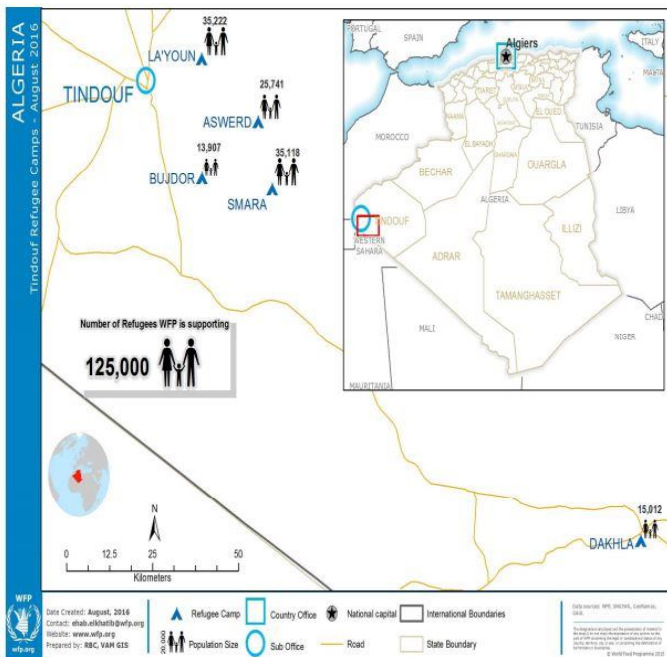 ALGERIA
Tindouf Refugee Camps - August 2016
35,222
LA'YOUN
TINDOUF
25,741
ASWERD
13,907
BUJDOR
35,118
SMARA
Number of Refugees WFP is supporting
125,000
PORTUGAL
SPAIN
ITALY
Algiers
TIARET
NAAMA
EL OUED
TUNISIA
MOROCCO
EL BAYADH
GHARDAIA
OUARGLA
BECHAR
ALGERIA
LIBYA
TINDOUF
ILLIZI
WESTERN
SAHARA
ADRAR
TAMANGHASSET
MALI
NIGER
CHAD
MAURITANIA
15,012
DAKHLA
N
0 12.5 25 50
Kilometers
WFP
wfp.org
Date Created: August, 2016
Contact: ehab.elkhatib@wfp.org
Website: www.wfp.org
Prepared by: RBC, VAM GIS
Refugee Camp
Country Office
National capital
International Boundaries
20,000
Population Size
Sub Office
Road
State Boundary
© World Food Programme 2015